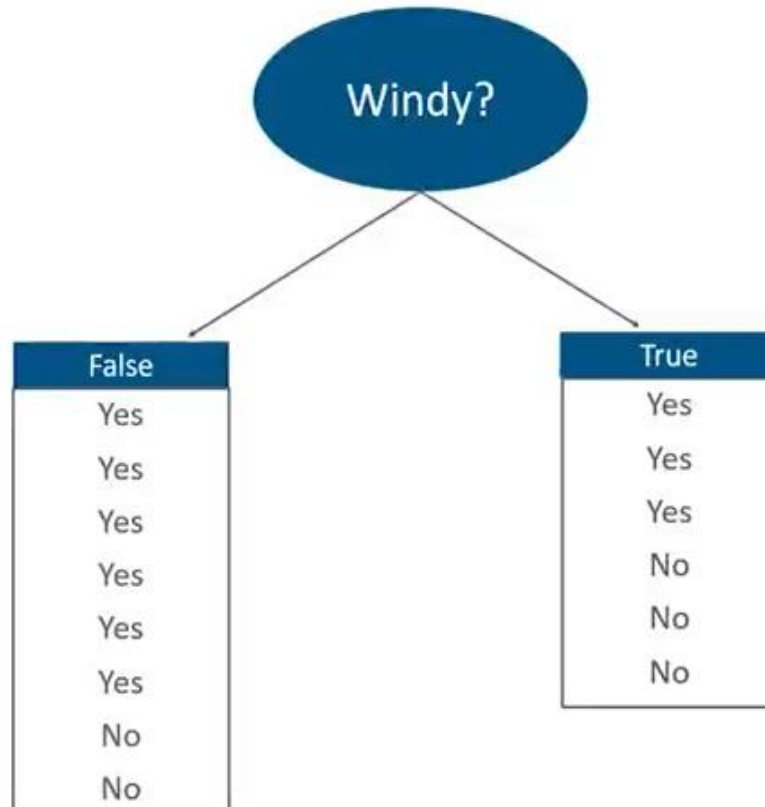 Windy?
False
Yes
Yes
Yes
Yes
Yes
Yes
No
No
True
Yes
Yes
Yes
No
No
No